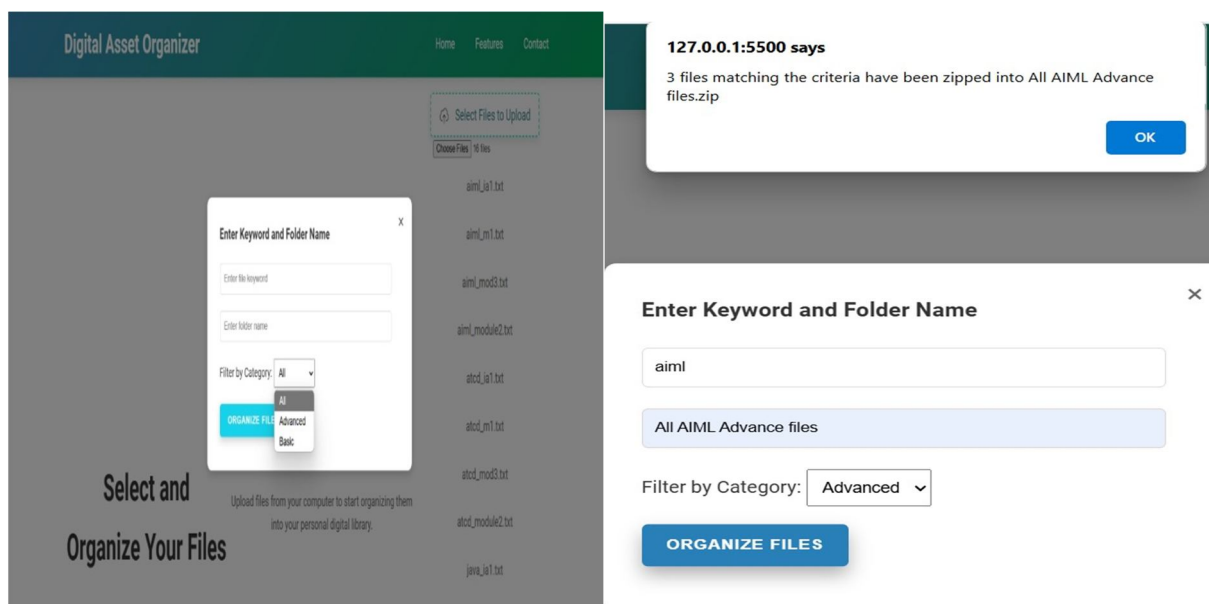 Digital Asset Organizer
Home Features Contact
Select Files to Upload
Choose Files 16 files
aiml_ia1.txt
aiml_m1.txt
aiml_mod3.txt
aiml_module2.txt
atcd_ia1.txt
atcd_m1.txt
atcd_mod3.txt
atcd_module2.txt
java_ia1.txt
X
Enter Keyword and Folder Name
Enter file keyword
Enter folder name
Filter by Category: All
All
Advanced
Basic
ORGANIZE FILE
Select and
Organize Your Files
Upload files from your computer to start organizing them
into your personal digital library.
127.0.0.1:5500 says
3 files matching the criteria have been zipped into All AIML Advance
files.zip
OK
×
Enter Keyword and Folder Name
aiml
All AIML Advance files
Filter by Category: Advanced
ORGANIZE FILES